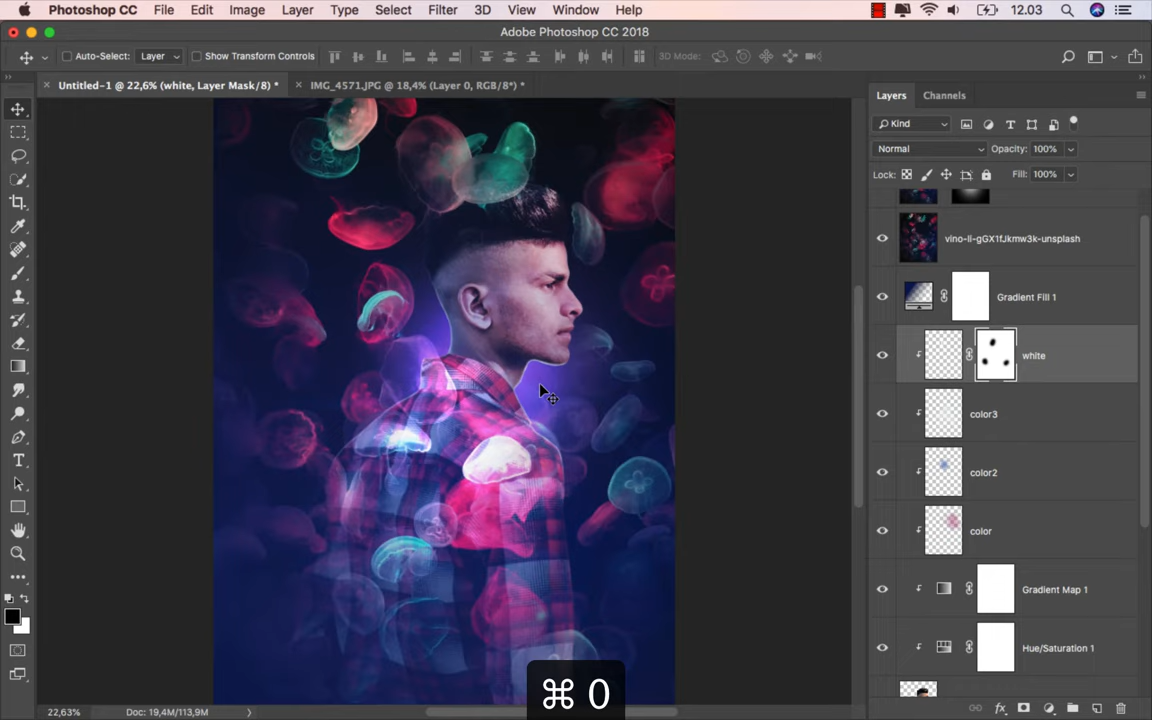 Photoshop CC File Edit Image Layer Type Select Filter 3D View Window Help 12.03
Adobe Photoshop CC 2018
Auto-Select: Layer Show Transform Controls 3D Mode:
Untitled-1 @ 22,6% (white, Layer Mask/8) * IMG_4571.JPG @ 18,4% (Layer 0, RGB/8) *
Layers Channels
Kind
Normal Opacity: 100%
Lock: Fill: 100%
vino-li-gGX1fJkmw3k-unsplash
Gradient Fill 1
white
color3
color2
color
Gradient Map 1
Hue/Saturation 1
⌘ 0
22,63% Doc: 19,4M/113,9M